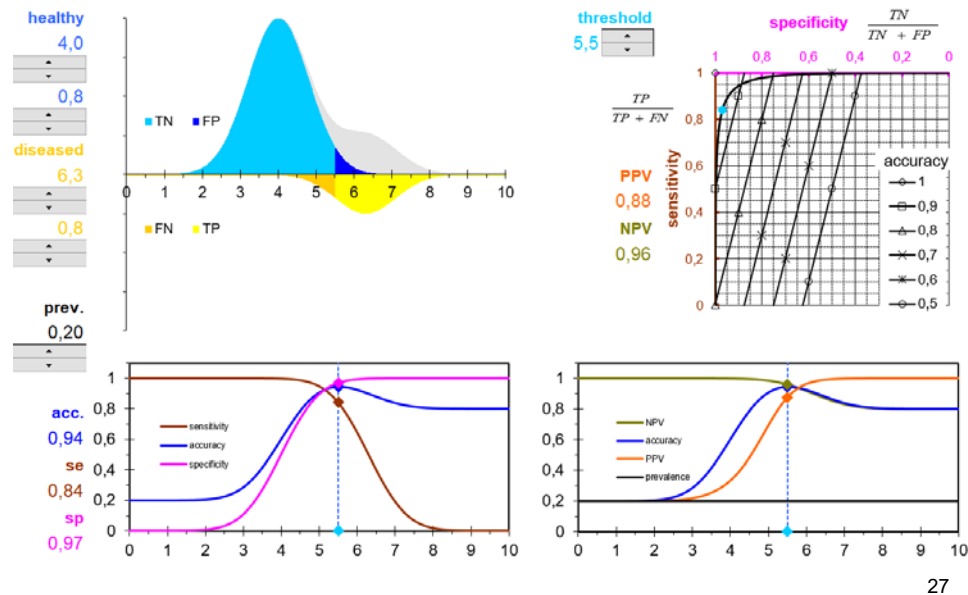 healthy
4,0
0,8
diseased
6,3
0,8
prev.
0,20
TN FP
0 1 2 3 4 5 6 7 8 9 10
FN TP
threshold
5,5
specificity TN / TN + FP
1 0,8 0,6 0,4 0,2 0
TP / TP + FN
sensitivity
1
0,8
0,6
0,4
0,2
0
PPV
0,88
NPV
0,96
accuracy
1
0,9
0,8
0,7
0,6
0,5
acc.
0,94
se
0,84
sp
0,97
1
0,8
0,6
0,4
0,2
0
sensitivity
accuracy
specificity
0 1 2 3 4 5 6 7 8 9 10
1
0,8
0,6
0,4
0,2
0
NPV
accuracy
PPV
prevalence
0 1 2 3 4 5 6 7 8 9 10
27